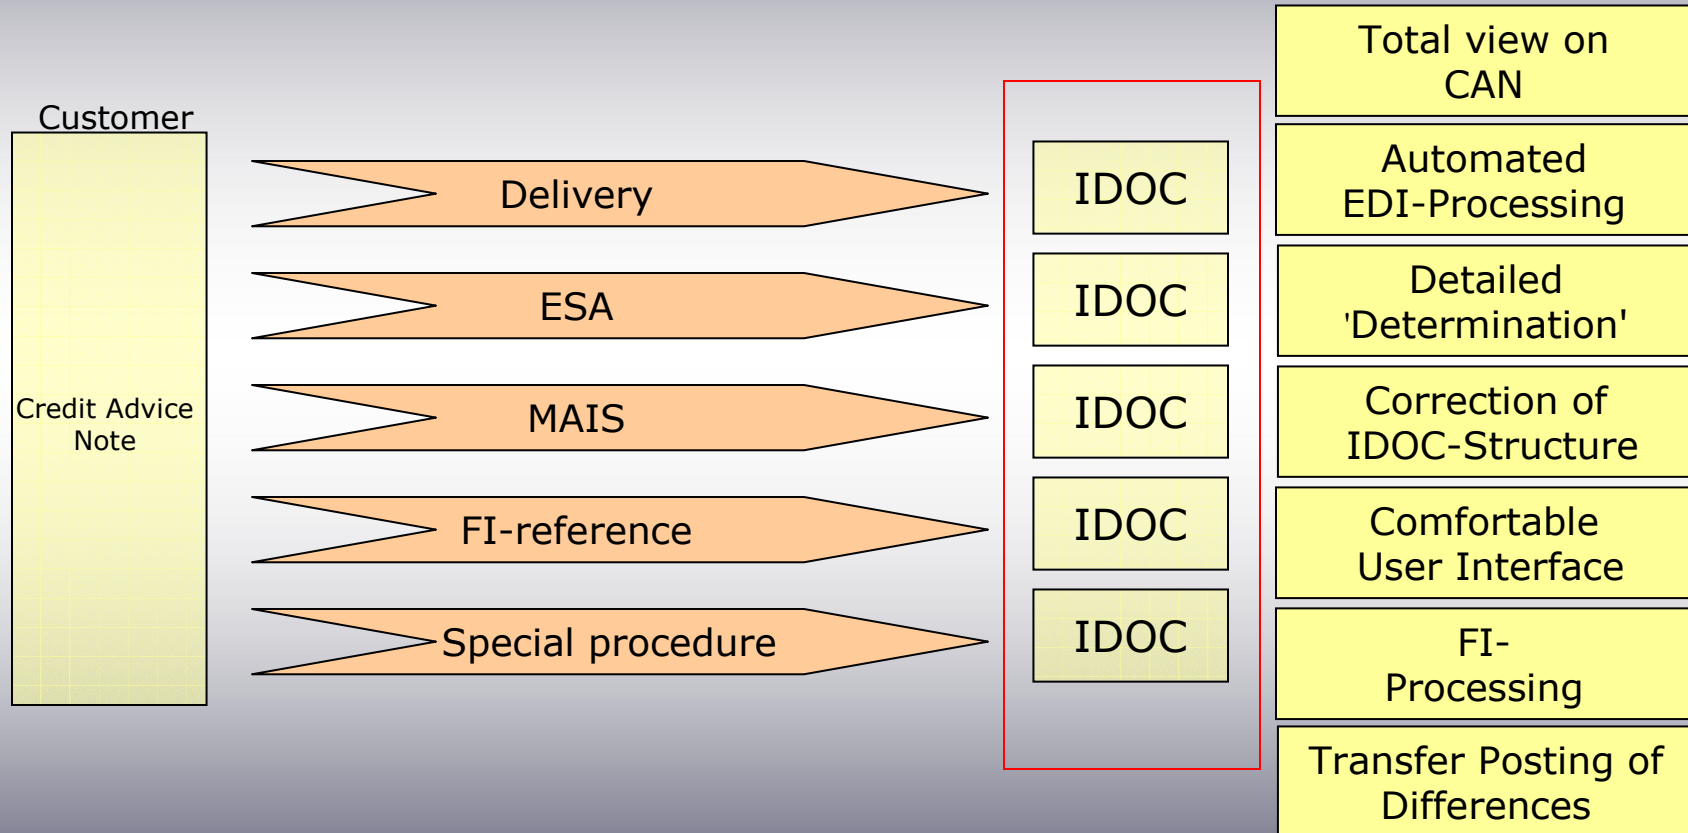 Customer
Credit Advice
Note
Delivery
ESA
MAIS
FI-reference
Special procedure
IDOC
IDOC
IDOC
IDOC
IDOC
Total view on
CAN
Automated
EDI-Processing
Detailed
'Determination'
Correction of
IDOC-Structure
Comfortable
User Interface
FI-
Processing
Transfer Posting of
Differences